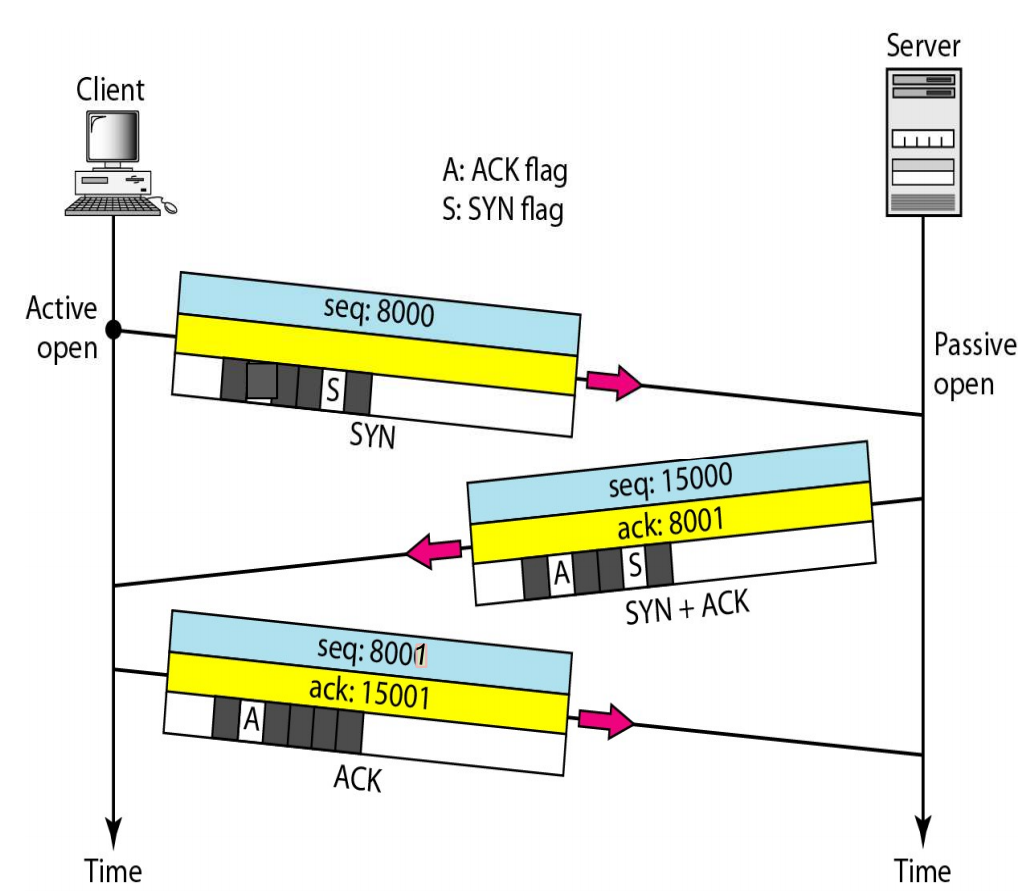 Server
Client
A: ACK flag
S: SYN flag
Active
open
seq: 8000
S
SYN
Passive
open
seq: 15000
ack: 8001
A S
SYN + ACK
seq: 8001
ack: 15001
A
ACK
Time
Time